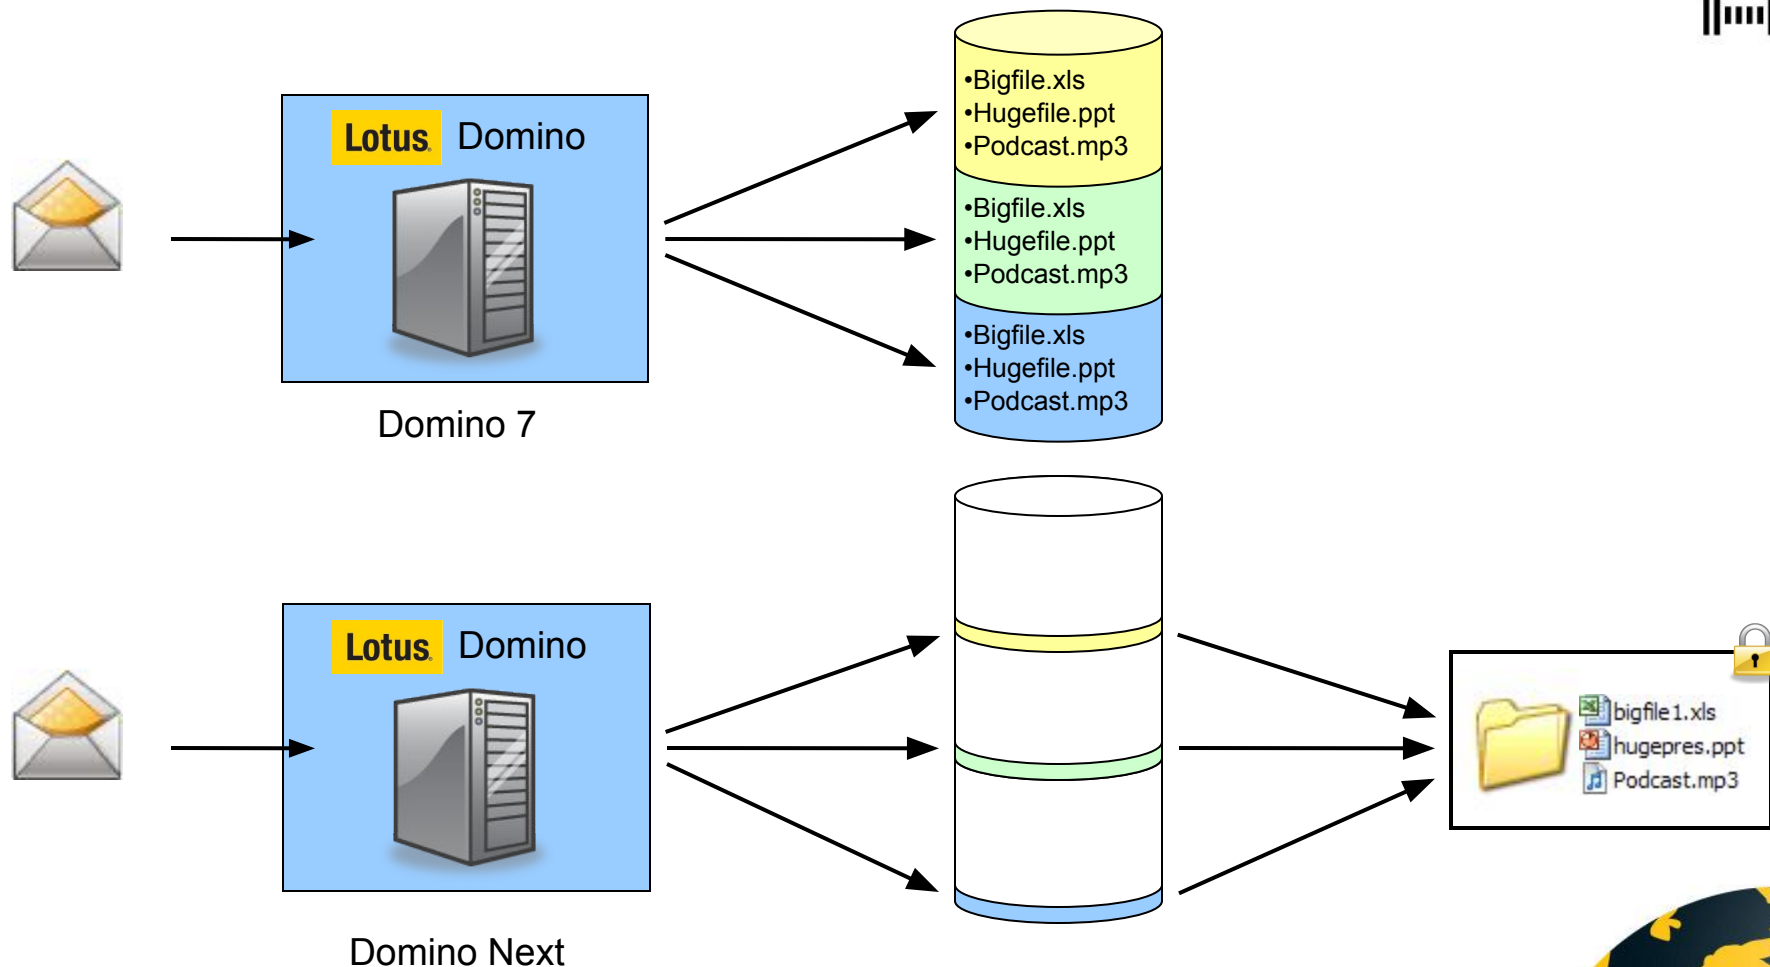 Lotus. Domino
Domino 7
•Bigfile.xls
•Hugefile.ppt
•Podcast.mp3
•Bigfile.xls
•Hugefile.ppt
•Podcast.mp3
•Bigfile.xls
•Hugefile.ppt
•Podcast.mp3
Lotus. Domino
Domino Next
bigfile1.xls
hugepres.ppt
Podcast.mp3